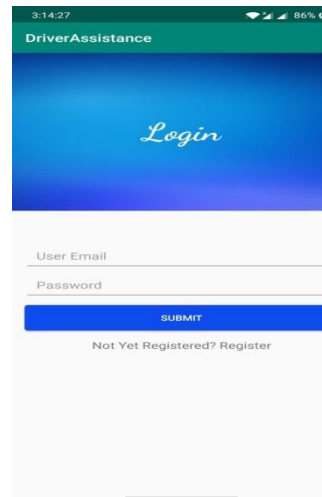 3:14:27 86%
DriverAssistance
Login
User Email
Password
SUBMIT
Not Yet Registered? Register